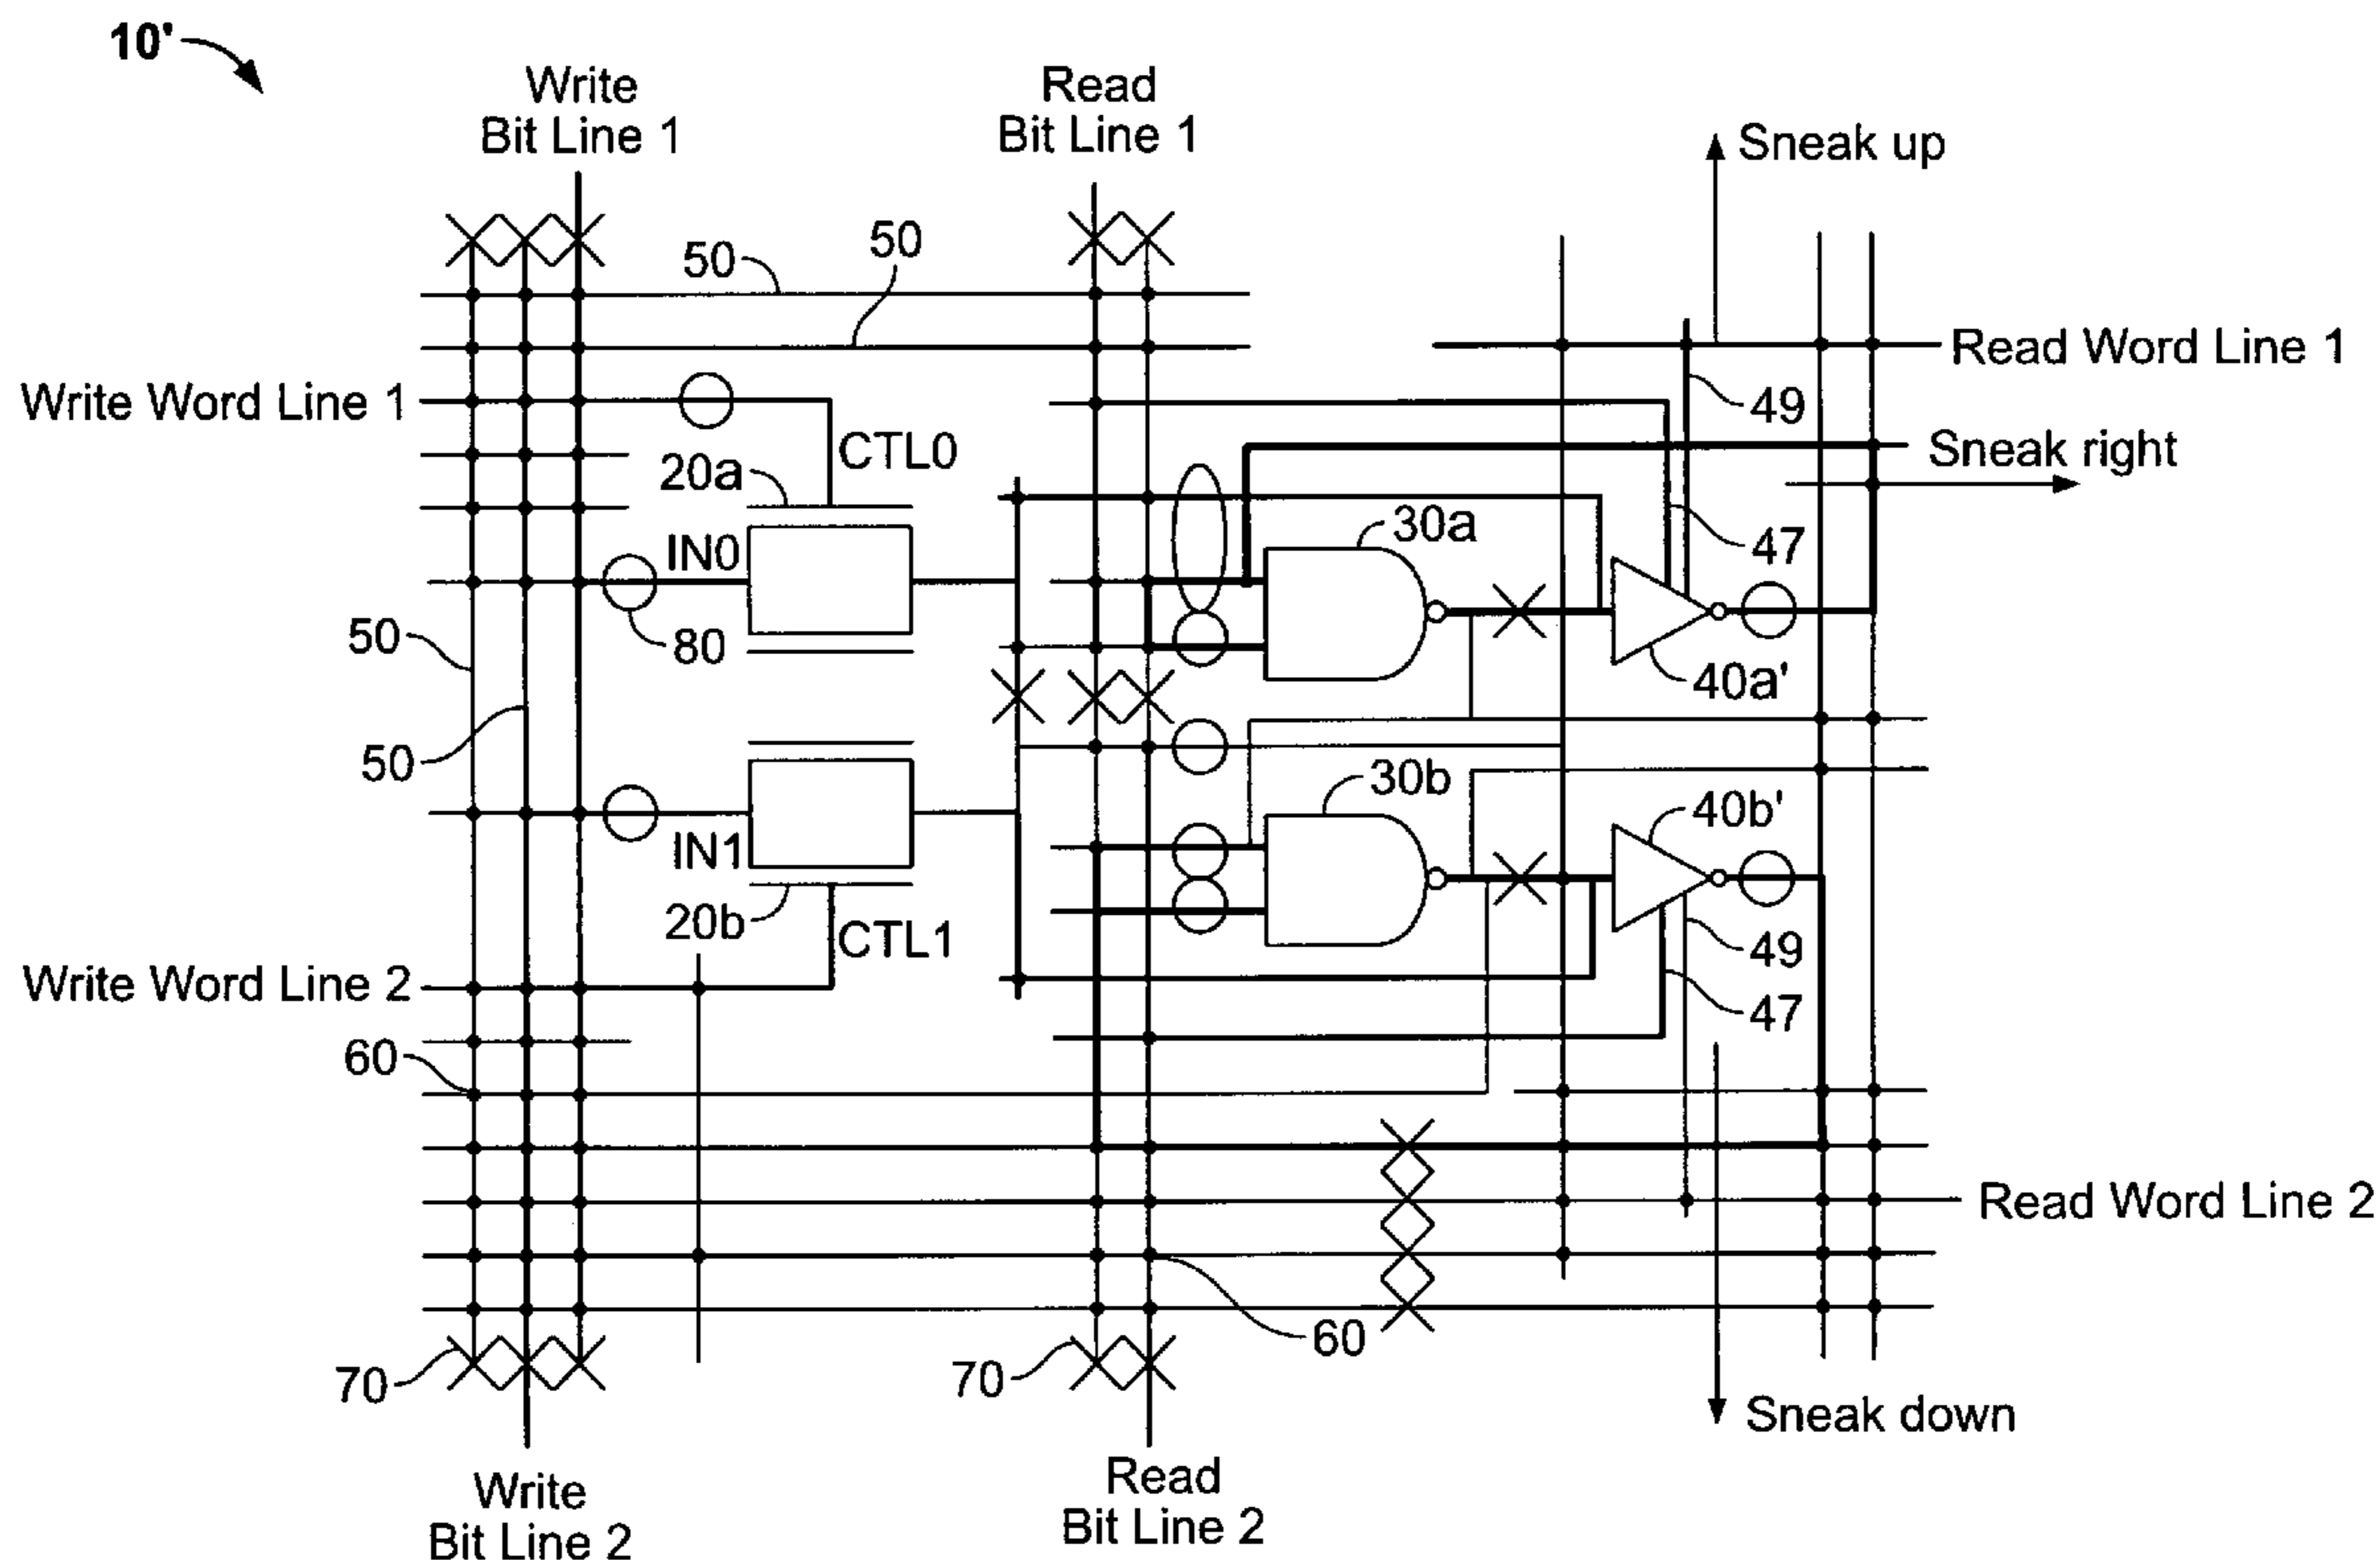 10'
Write
Bit Line 1
Read
Bit Line 1
Sneak up
50
50
Read Word Line 1
Write Word Line 1
49
CTL0
Sneak right
20a
30a
IN0
47
50
80
40a'
50
30b
40b'
IN1
20b
CTL1
49
Write Word Line 2
47
60
Read Word Line 2
60
70
70
Sneak down
Write
Bit Line 2
Read
Bit Line 2